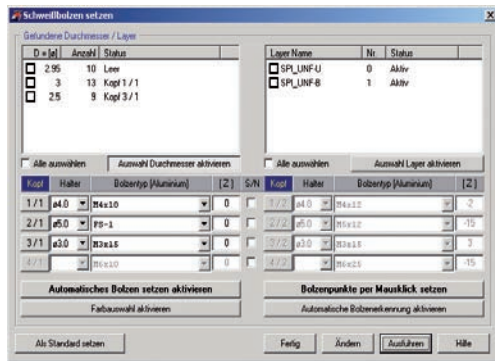 Schweißbolzen setzen
Gefundene Durchmesser / Layer
D = [ø] Anzahl Status
2.95 10 Leer
3 13 Kopf 1 / 1
2.5 9 Kopf 3 / 1
Layer Name Nr. Status
SPI_UNF-U 0 Aktiv
SPI_UNF-B 1 Aktiv
Alle auswählen Auswahl Durchmesser aktivieren
Alle auswählen Auswahl Layer aktivieren
Kopf Halter Bolzentyp (Aluminium) [Z] S/N Kopf Halter Bolzentyp (Aluminium) [Z]
1 / 1 ø4.0 M4x10 0 1 / 2 ø4.0 M4x12 -2
2 / 1 ø5.0 FS-1 0 2 / 2 ø5.0 M5x12 -15
3 / 1 ø3.0 M3x15 0 3 / 2 ø3.0 M3x15 3
4 / 1 M6x10 0 4 / 2 M6x25 -15
Automatisches Bolzen setzen aktivieren Bolzenpunkte per Mausklick setzen
Farbauswahl aktivieren Automatische Bolzenerkennung aktivieren
Als Standard setzen Fertig Ändern Ausführen Hilfe